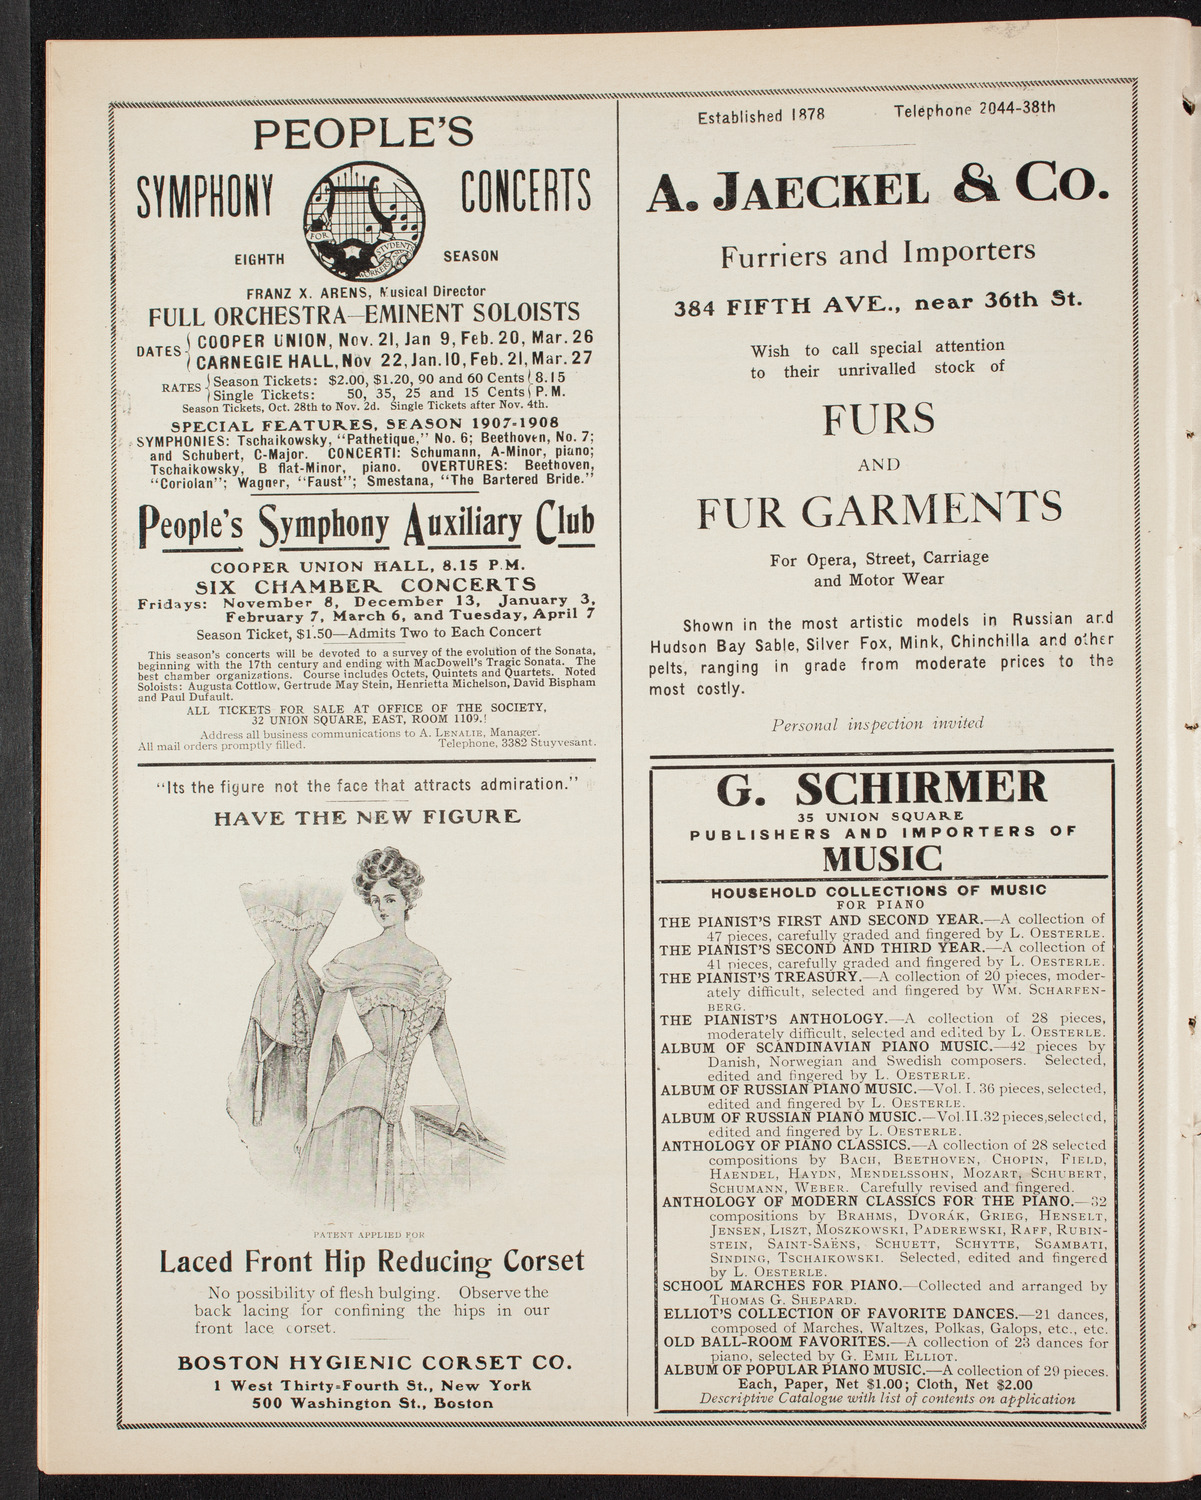 PEOPLE'S
SYMPHONY CONCERTS
FOR STUDENTS AND WORKERS
EIGHTH SEASON
FRANZ X. ARENS, Musical Director
FULL ORCHESTRA—EMINENT SOLOISTS
DATES { COOPER UNION, Nov. 21, Jan 9, Feb. 20, Mar. 26
CARNEGIE HALL, Nov 22, Jan. 10, Feb. 21, Mar. 27
RATES { Season Tickets: $2.00, $1.20, 90 and 60 Cents } 8.15
Single Tickets: 50, 35, 25 and 15 Cents } P.M.
Season Tickets, Oct. 28th to Nov. 2d. Single Tickets after Nov. 4th.
SPECIAL FEATURES, SEASON 1907-1908
SYMPHONIES: Tschaikowsky, "Pathetique," No. 6; Beethoven, No. 7;
and Schubert, C-Major. CONCERTI: Schumann, A-Minor, piano;
Tschaikowsky, B flat-Minor, piano. OVERTURES: Beethoven,
"Coriolan"; Wagner, "Faust"; Smestana, "The Bartered Bride."
People's Symphony Auxiliary Club
COOPER UNION HALL, 8.15 P.M.
SIX CHAMBER CONCERTS
Fridays: November 8, December 13, January 3,
February 7, March 6, and Tuesday, April 7
Season Ticket, $1.50—Admits Two to Each Concert
This season's concerts will be devoted to a survey of the evolution of the Sonata,
beginning with the 17th century and ending with MacDowell's Tragic Sonata. The
best chamber organizations. Course includes Octets, Quintets and Quartets. Noted
Soloists: Augusta Cottlow, Gertrude May Stein, Henrietta Michelson, David Bispham
and Paul Dufault.
ALL TICKETS FOR SALE AT OFFICE OF THE SOCIETY,
32 UNION SQUARE, EAST, ROOM 1109.!
Address all business communications to A. LENALIE, Manager.
All mail orders promptly filled. Telephone, 3382 Stuyvesant.
"Its the figure not the face that attracts admiration."
HAVE THE NEW FIGURE
PATENT APPLIED FOR
Laced Front Hip Reducing Corset
No possibility of flesh bulging. Observe the
back lacing for confining the hips in our
front lace corset.
BOSTON HYGIENIC CORSET CO.
1 West Thirty-Fourth St., New York
500 Washington St., Boston
Established 1878 Telephone 2044-38th
A. JAECKEL & CO.
Furriers and Importers
384 FIFTH AVE., near 36th St.
Wish to call special attention
to their unrivalled stock of
FURS
AND
FUR GARMENTS
For Opera, Street, Carriage
and Motor Wear
Shown in the most artistic models in Russian and
Hudson Bay Sable, Silver Fox, Mink, Chinchilla and other
pelts, ranging in grade from moderate prices to the
most costly.
Personal inspection invited
G. SCHIRMER
35 UNION SQUARE
PUBLISHERS AND IMPORTERS OF
MUSIC
HOUSEHOLD COLLECTIONS OF MUSIC
FOR PIANO
THE PIANIST'S FIRST AND SECOND YEAR.—A collection of
47 pieces, carefully graded and fingered by L. OESTERLE.
THE PIANIST'S SECOND AND THIRD YEAR.—A collection of
41 pieces, carefully graded and fingered by L. OESTERLE.
THE PIANIST'S TREASURY.—A collection of 20 pieces, moder-
ately difficult, selected and fingered by WM. SCHARFEN-
BERG.
THE PIANIST'S ANTHOLOGY.—A collection of 28 pieces,
moderately difficult, selected and edited by L. OESTERLE.
ALBUM OF SCANDINAVIAN PIANO MUSIC.—42 pieces by
Danish, Norwegian and Swedish composers. Selected,
edited and fingered by L. OESTERLE.
ALBUM OF RUSSIAN PIANO MUSIC.—Vol. I. 36 pieces, selected,
edited and fingered by L. OESTERLE.
ALBUM OF RUSSIAN PIANO MUSIC.—Vol. II. 32 pieces, selected,
edited and fingered by L. OESTERLE.
ANTHOLOGY OF PIANO CLASSICS.—A collection of 28 selected
compositions by BACH, BEETHOVEN, CHOPIN, FIELD,
HAENDEL, HAYDN, MENDELSSOHN, MOZART, SCHUBERT,
SCHUMANN, WEBER. Carefully revised and fingered.
ANTHOLOGY OF MODERN CLASSICS FOR THE PIANO.—32
compositions by BRAHMS, DVORÁK, GRIEG, HENSELT,
JENSEN, LISZT, MOSZKOWSKI, PADEREWSKI, RAFF, RUBIN-
STEIN, SAINT-SAËNS, SCHUETT, SCHYTTE, SGAMBATI,
SINDING, TSCHAIKOWSKI. Selected, edited and fingered
by L. OESTERLE.
SCHOOL MARCHES FOR PIANO.—Collected and arranged by
THOMAS G. SHEPARD.
ELLIOT'S COLLECTION OF FAVORITE DANCES.—21 dances,
composed of Marches, Waltzes, Polkas, Galops, etc., etc.
OLD BALL-ROOM FAVORITES.—A collection of 23 dances for
piano, selected by G. EMIL ELLIOT.
ALBUM OF POPULAR PIANO MUSIC.—A collection of 29 pieces.
Each, Paper, Net $1.00; Cloth, Net $2.00
Descriptive Catalogue with list of contents on application